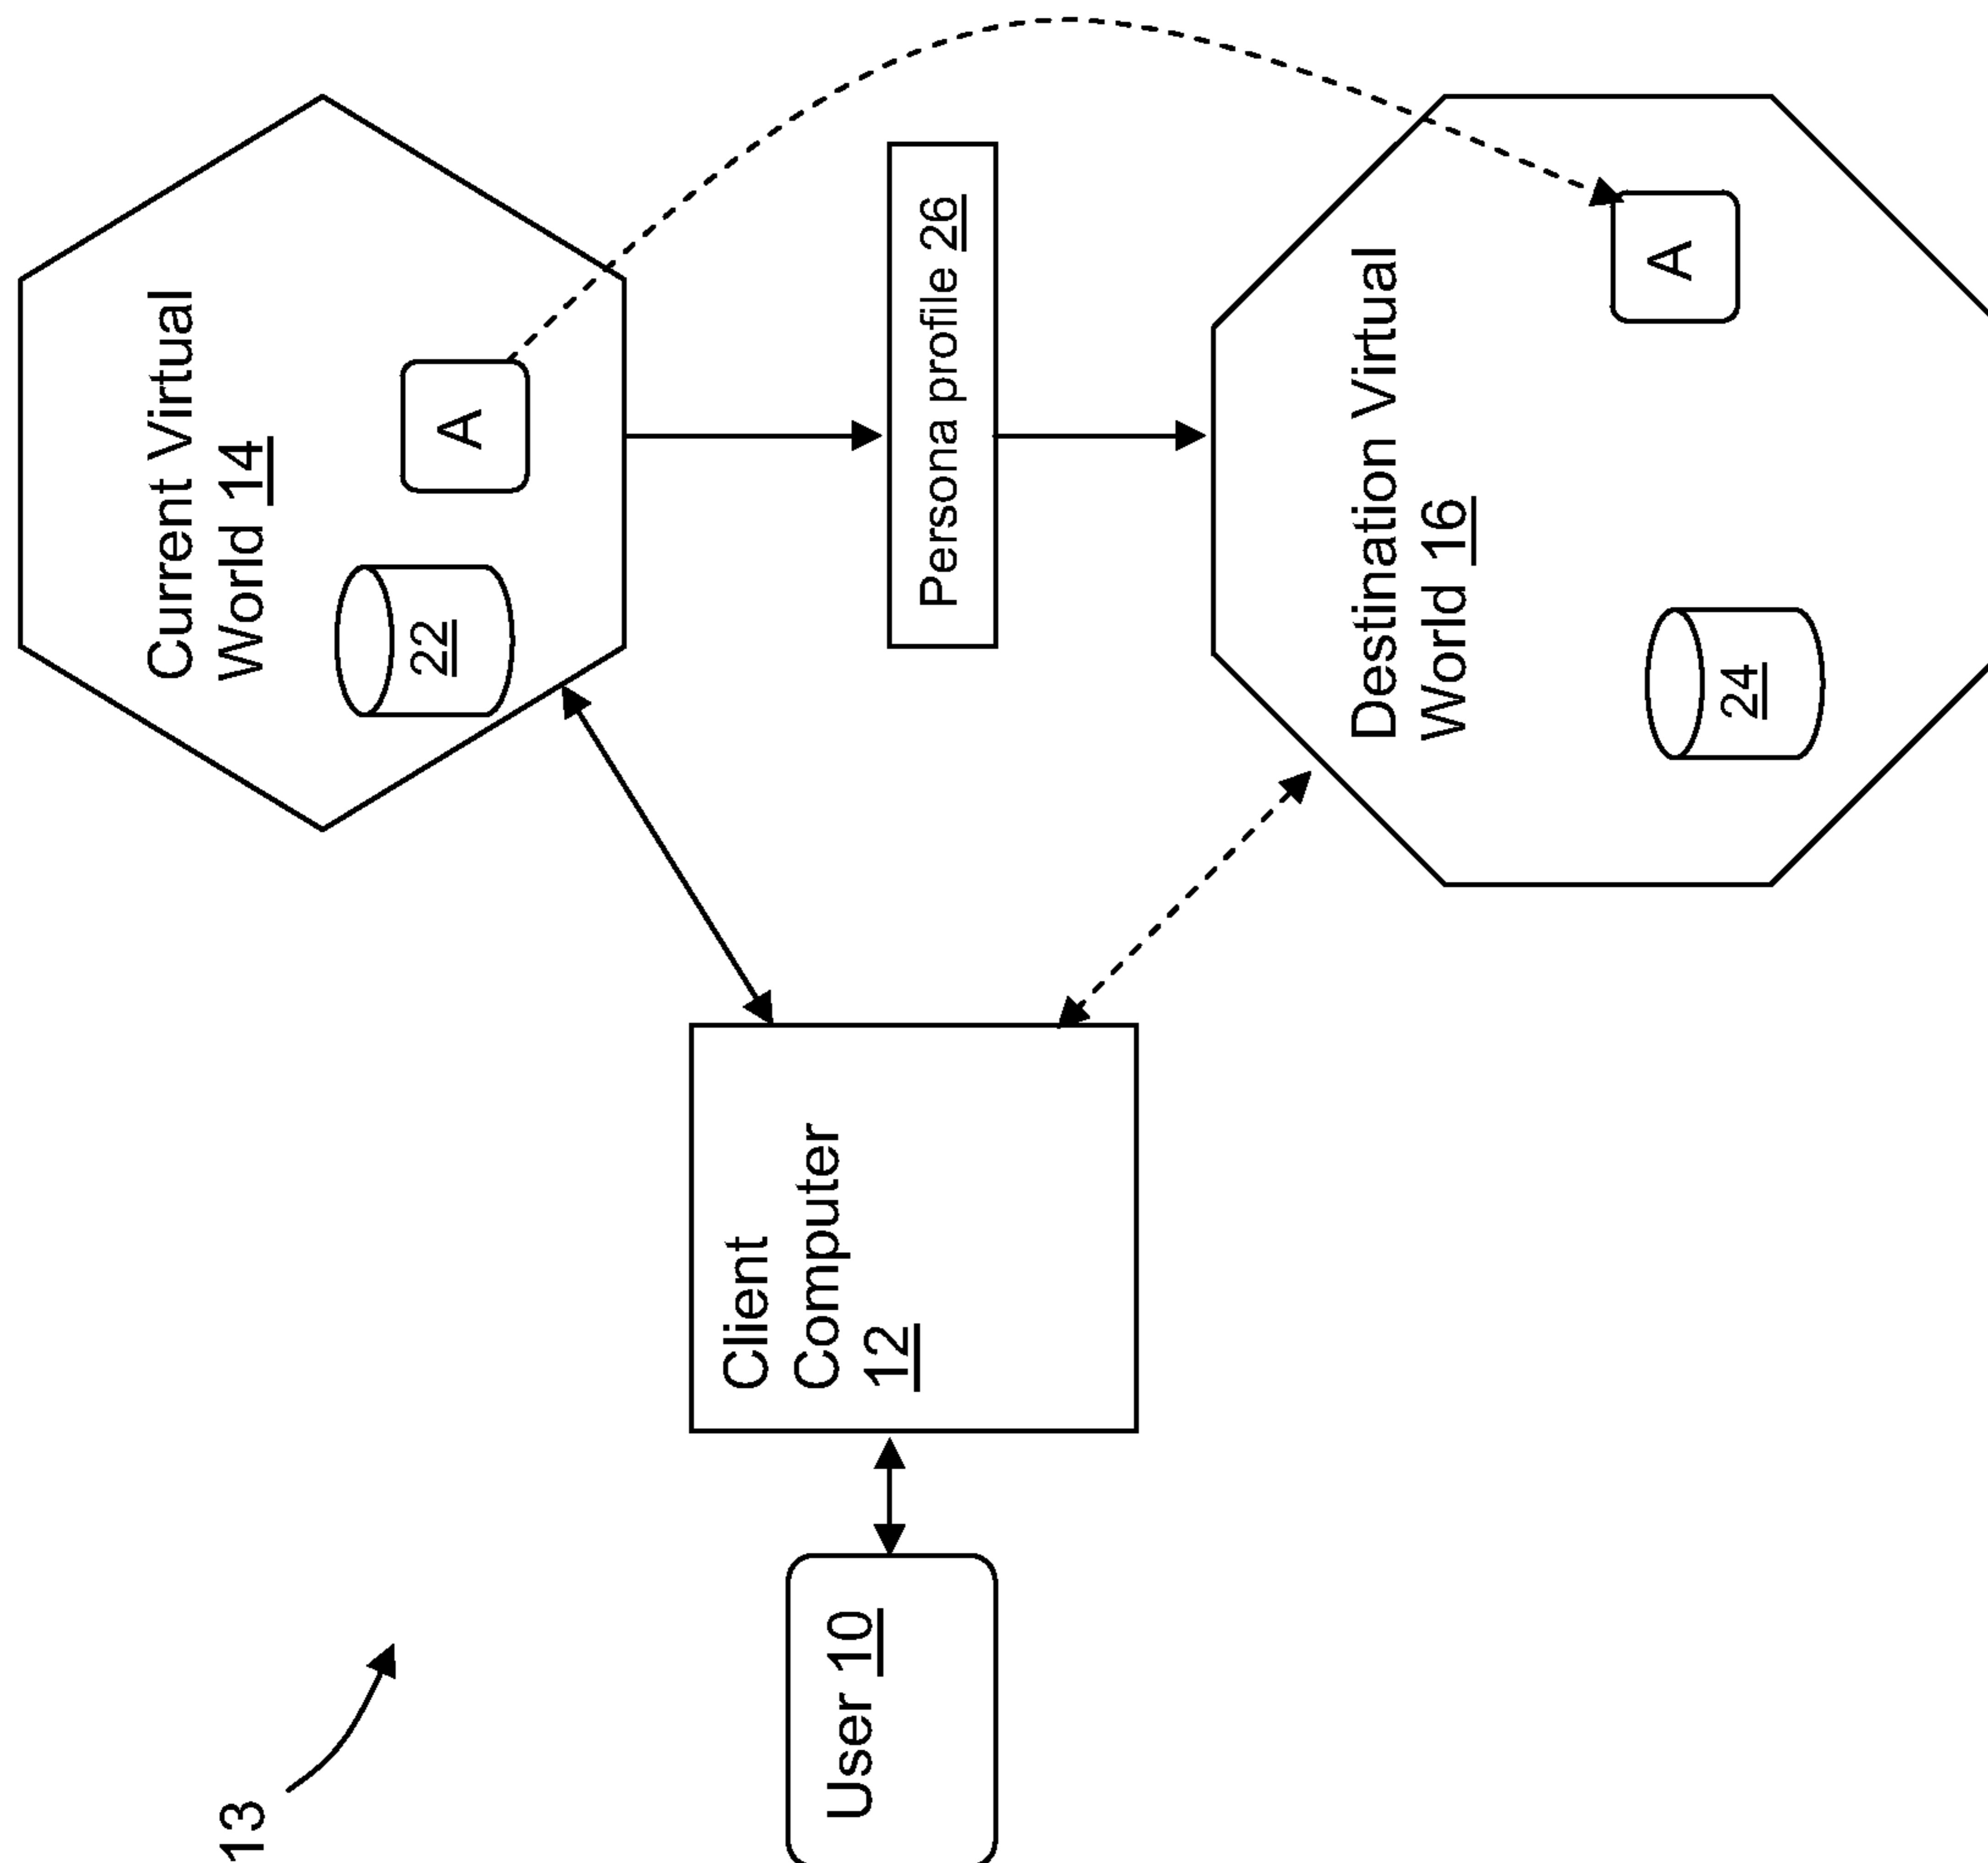 13
User 10
Client
Computer
12
Current Virtual
World 14
22
A
Persona profile 26
Destination Virtual
World 16
24
A